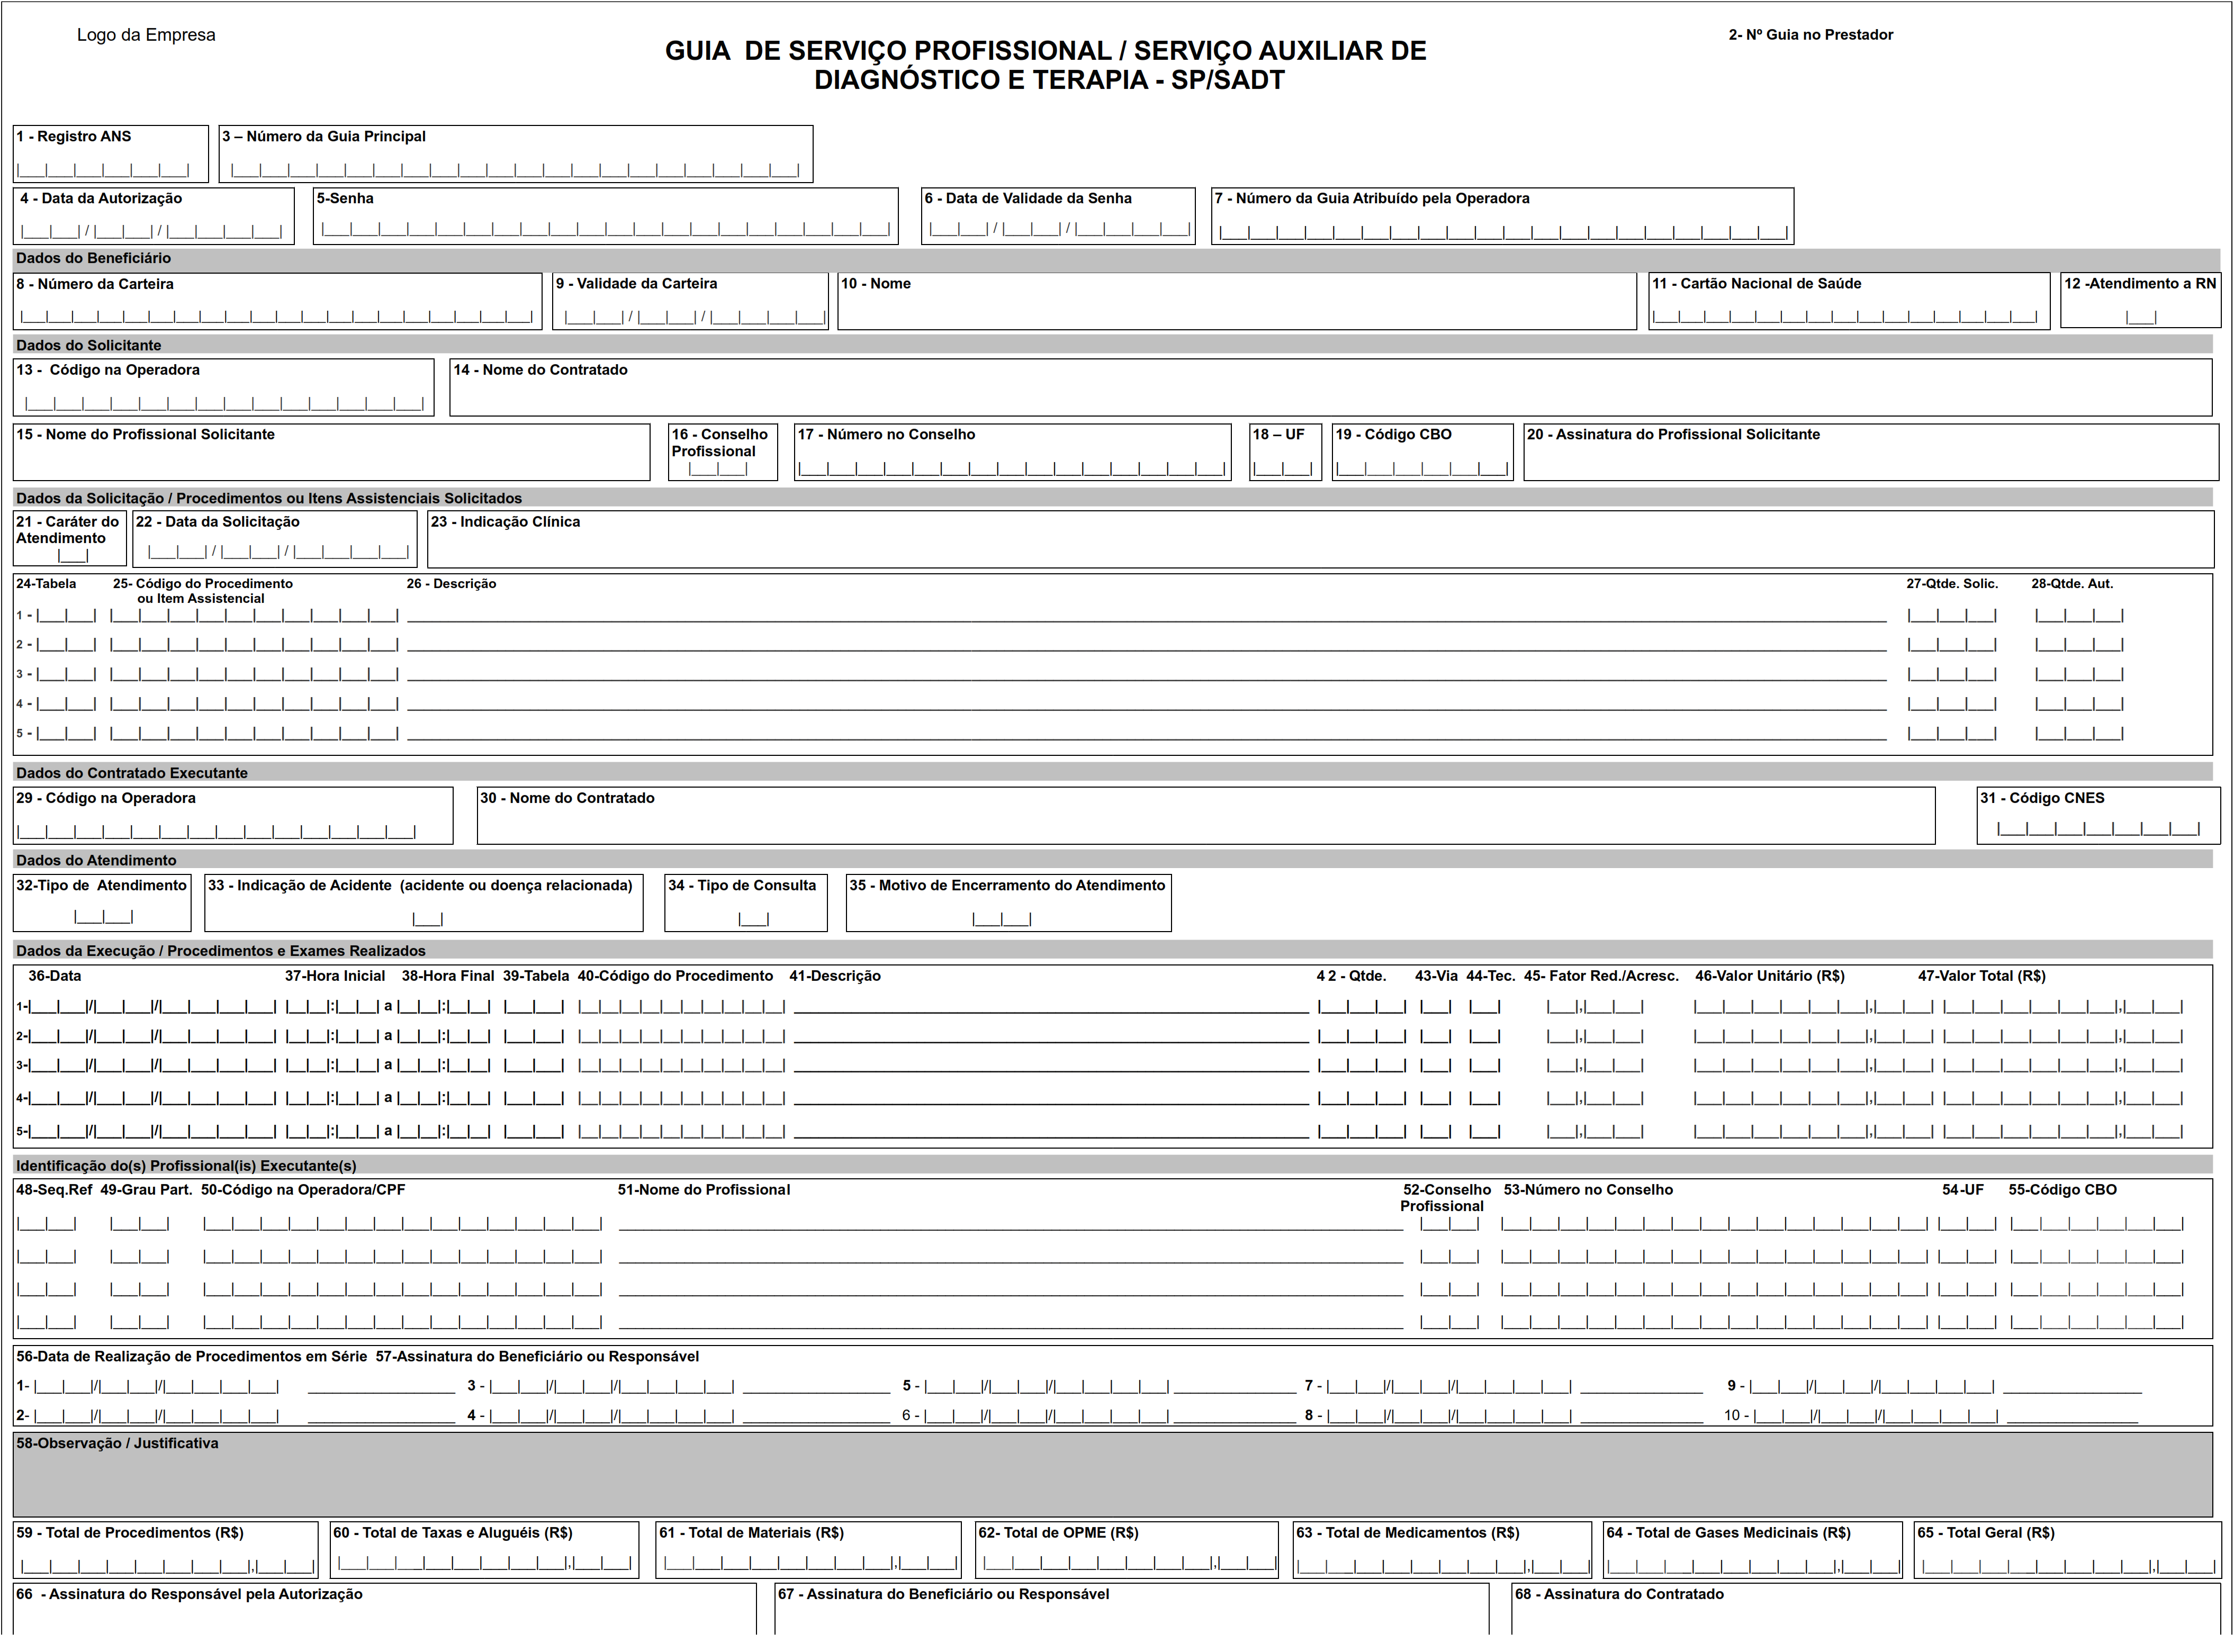 Logo da Empresa
2- Nº Guia no Prestador
GUIA DE SERVIÇO PROFISSIONAL / SERVIÇO AUXILIAR DE
DIAGNÓSTICO E TERAPIA - SP/SADT
1 - Registro ANS
3 – Número da Guia Principal
4 - Data da Autorização
5-Senha
6 - Data de Validade da Senha
7 - Número da Guia Atribuído pela Operadora
Dados do Beneficiário
8 - Número da Carteira
9 - Validade da Carteira
10 - Nome
11 - Cartão Nacional de Saúde
12 -Atendimento a RN
Dados do Solicitante
13 - Código na Operadora
14 - Nome do Contratado
15 - Nome do Profissional Solicitante
16 - Conselho
Profissional
17 - Número no Conselho
18 – UF
19 - Código CBO
20 - Assinatura do Profissional Solicitante
Dados da Solicitação / Procedimentos ou Itens Assistenciais Solicitados
21 - Caráter do
Atendimento
22 - Data da Solicitação
23 - Indicação Clínica
24-Tabela
25- Código do Procedimento
ou Item Assistencial
26 - Descrição
27-Qtde. Solic.
28-Qtde. Aut.
1 -
2 -
3 -
4 -
5 -
Dados do Contratado Executante
29 - Código na Operadora
30 - Nome do Contratado
31 - Código CNES
Dados do Atendimento
32-Tipo de Atendimento
33 - Indicação de Acidente (acidente ou doença relacionada)
34 - Tipo de Consulta
35 - Motivo de Encerramento do Atendimento
Dados da Execução / Procedimentos e Exames Realizados
36-Data
37-Hora Inicial
38-Hora Final
39-Tabela
40-Código do Procedimento
41-Descrição
4 2 - Qtde.
43-Via
44-Tec.
45- Fator Red./Acresc.
46-Valor Unitário (R$)
47-Valor Total (R$)
1- a
2- a
3- a
4- a
5- a
Identificação do(s) Profissional(is) Executante(s)
48-Seq.Ref
49-Grau Part.
50-Código na Operadora/CPF
51-Nome do Profissional
52-Conselho
Profissional
53-Número no Conselho
54-UF
55-Código CBO
56-Data de Realização de Procedimentos em Série 57-Assinatura do Beneficiário ou Responsável
1- 3 - 5 - 7 - 9 -
2- 4 - 6 - 8 - 10 -
58-Observação / Justificativa
59 - Total de Procedimentos (R$)
60 - Total de Taxas e Aluguéis (R$)
61 - Total de Materiais (R$)
62- Total de OPME (R$)
63 - Total de Medicamentos (R$)
64 - Total de Gases Medicinais (R$)
65 - Total Geral (R$)
66 - Assinatura do Responsável pela Autorização
67 - Assinatura do Beneficiário ou Responsável
68 - Assinatura do Contratado